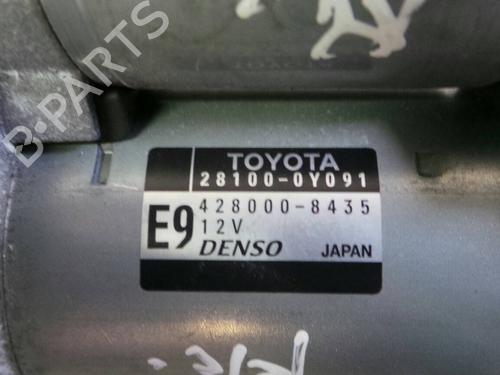 B-PARTS
TOYOTA
28100-0Y091
428000-8435
E9
12V
DENSO JAPAN